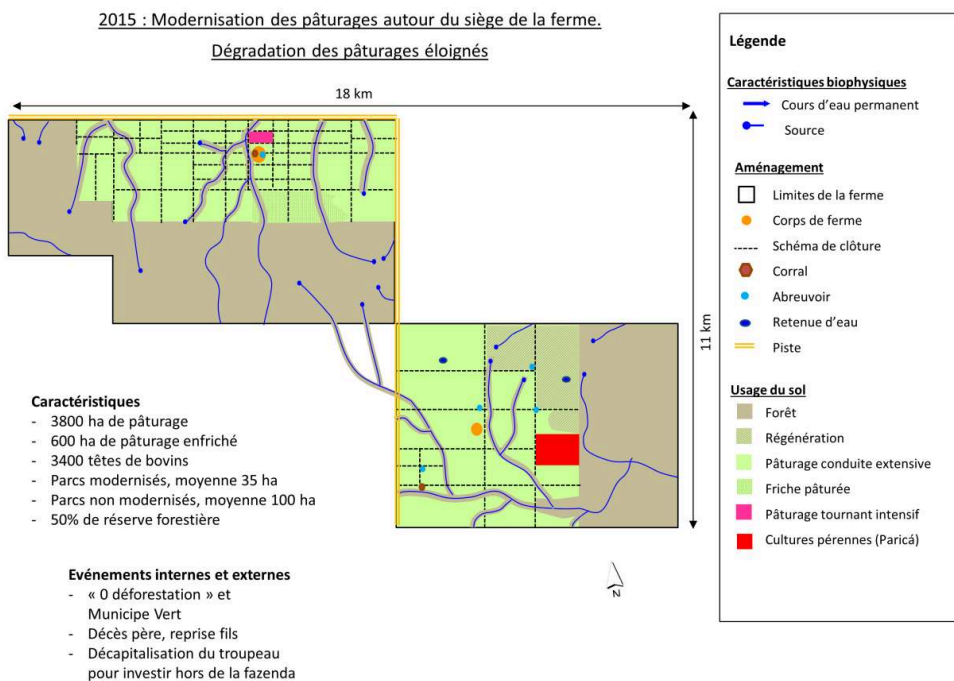 2015 : Modernisation des pâturages autour du siège de la ferme.
Dégradation des pâturages éloignés
18 km
11 km
Caractéristiques
- 3800 ha de pâturage
- 600 ha de pâturage enfriché
- 3400 têtes de bovins
- Parcs modernisés, moyenne 35 ha
- Parcs non modernisés, moyenne 100 ha
- 50% de réserve forestière
Evénements internes et externes
- « 0 déforestation » et
Municipe Vert
- Décès père, reprise fils
- Décapitalisation du troupeau
pour investir hors de la fazenda
N
Légende
Caractéristiques biophysiques
Cours d'eau permanent
Source
Aménagement
Limites de la ferme
Corps de ferme
Schéma de clôture
Corral
Abreuvoir
Retenue d'eau
Piste
Usage du sol
Forêt
Régénération
Pâturage conduite extensive
Friche pâturée
Pâturage tournant intensif
Cultures pérennes (Paricá)